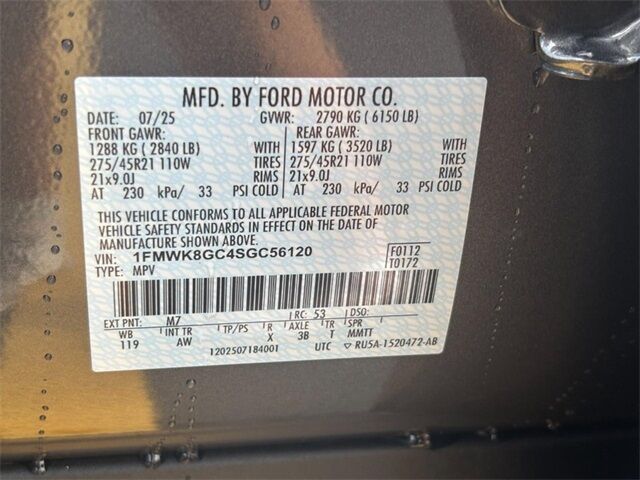 MFD. BY FORD MOTOR CO.
DATE: 07/25 GVWR: 2790 KG ( 6150 LB)
FRONT GAWR: REAR GAWR:
1288 KG ( 2840 LB) WITH 1597 KG ( 3520 LB) WITH
275/45R21 110W TIRES 275/45R21 110W TIRES
21x9.0J RIMS 21x9.0J RIMS
AT 230 kPa/ 33 PSI COLD AT 230 kPa/ 33 PSI COLD
THIS VEHICLE CONFORMS TO ALL APPLICABLE FEDERAL MOTOR
VEHICLE SAFETY STANDARDS IN EFFECT ON THE DATE OF
MANUFACTURE SHOWN ABOVE.
VIN: 1FMWK8GC4SGC56120 F0112
TYPE: MPV T0172
EXT PNT: M7 RC: 53 DSO:
WB INT TR TP/PS R AXLE TR SPR
119 AW X 3B T MMTT
1202507184001 UTC ▽ RU5A-1520472-AB